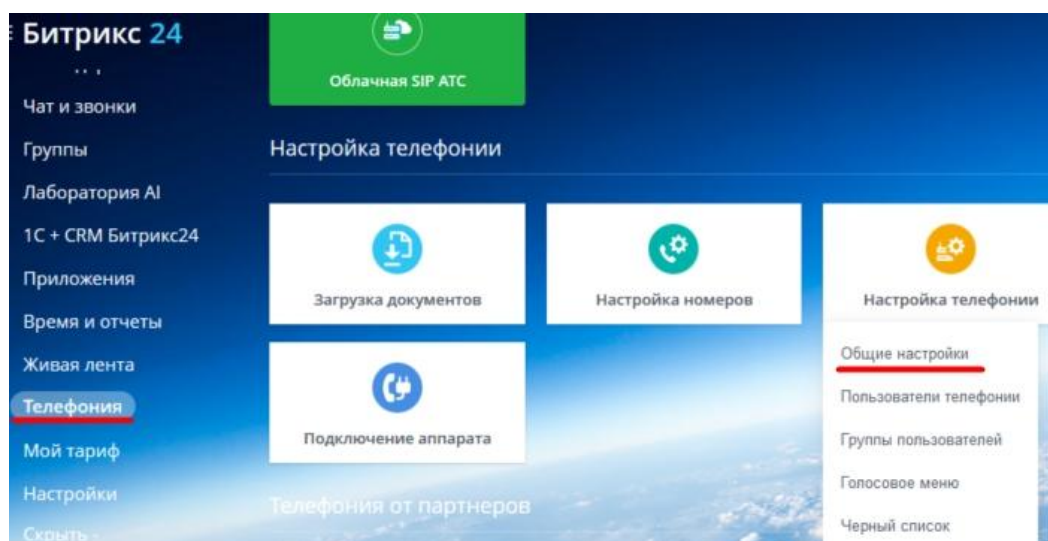 Битрикс 24
Облачная SIP ATC
Чат и звонки
Группы
Настройка телефонии
Лаборатория AI
1С + CRM Битрикс24
Приложения
Загрузка документов
Настройка номеров
Настройка телефонии
Время и отчеты
Живая лента
Общие настройки
Телефония
Пользователи телефонии
Подключение аппарата
Группы пользователей
Мой тариф
Голосовое меню
Настройки
Телефония от партнеров
Черный список
Скрыть